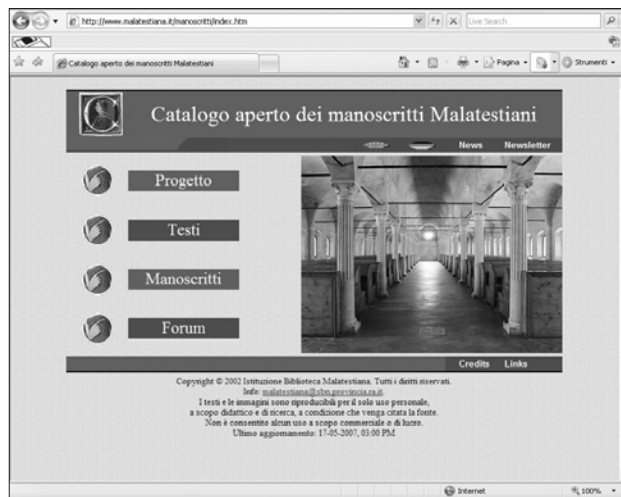 http://www.malatestiana.it/manoscritti/index.htm
Live Search
Catalogo aperto dei manoscritti Malatestiani
Pagina
Strumenti
Catalogo aperto dei manoscritti Malatestiani
News Newsletter
Progetto
Testi
Manoscritti
Forum
Credits Links
Copyright © 2002 Istituzione Biblioteca Malatestiana. Tutti i diritti riservati.
Info: malatestiana@sbn.provincia.ra.it.
I testi e le immagini sono riproducibili per il solo uso personale,
a scopo didattico e di ricerca, a condizione che venga citata la fonte.
Non è consentito alcun uso a scopo commerciale o di lucro.
Ultimo aggiornamento: 17-05-2007, 03:00 PM
Internet 100%